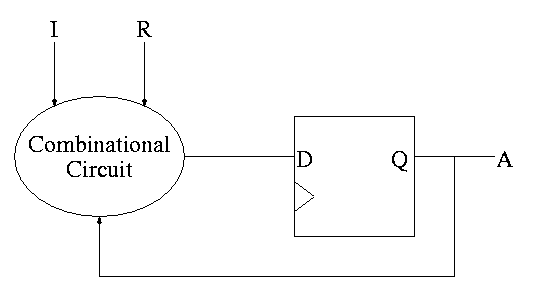 I R
Combinational
Circuit
D Q A